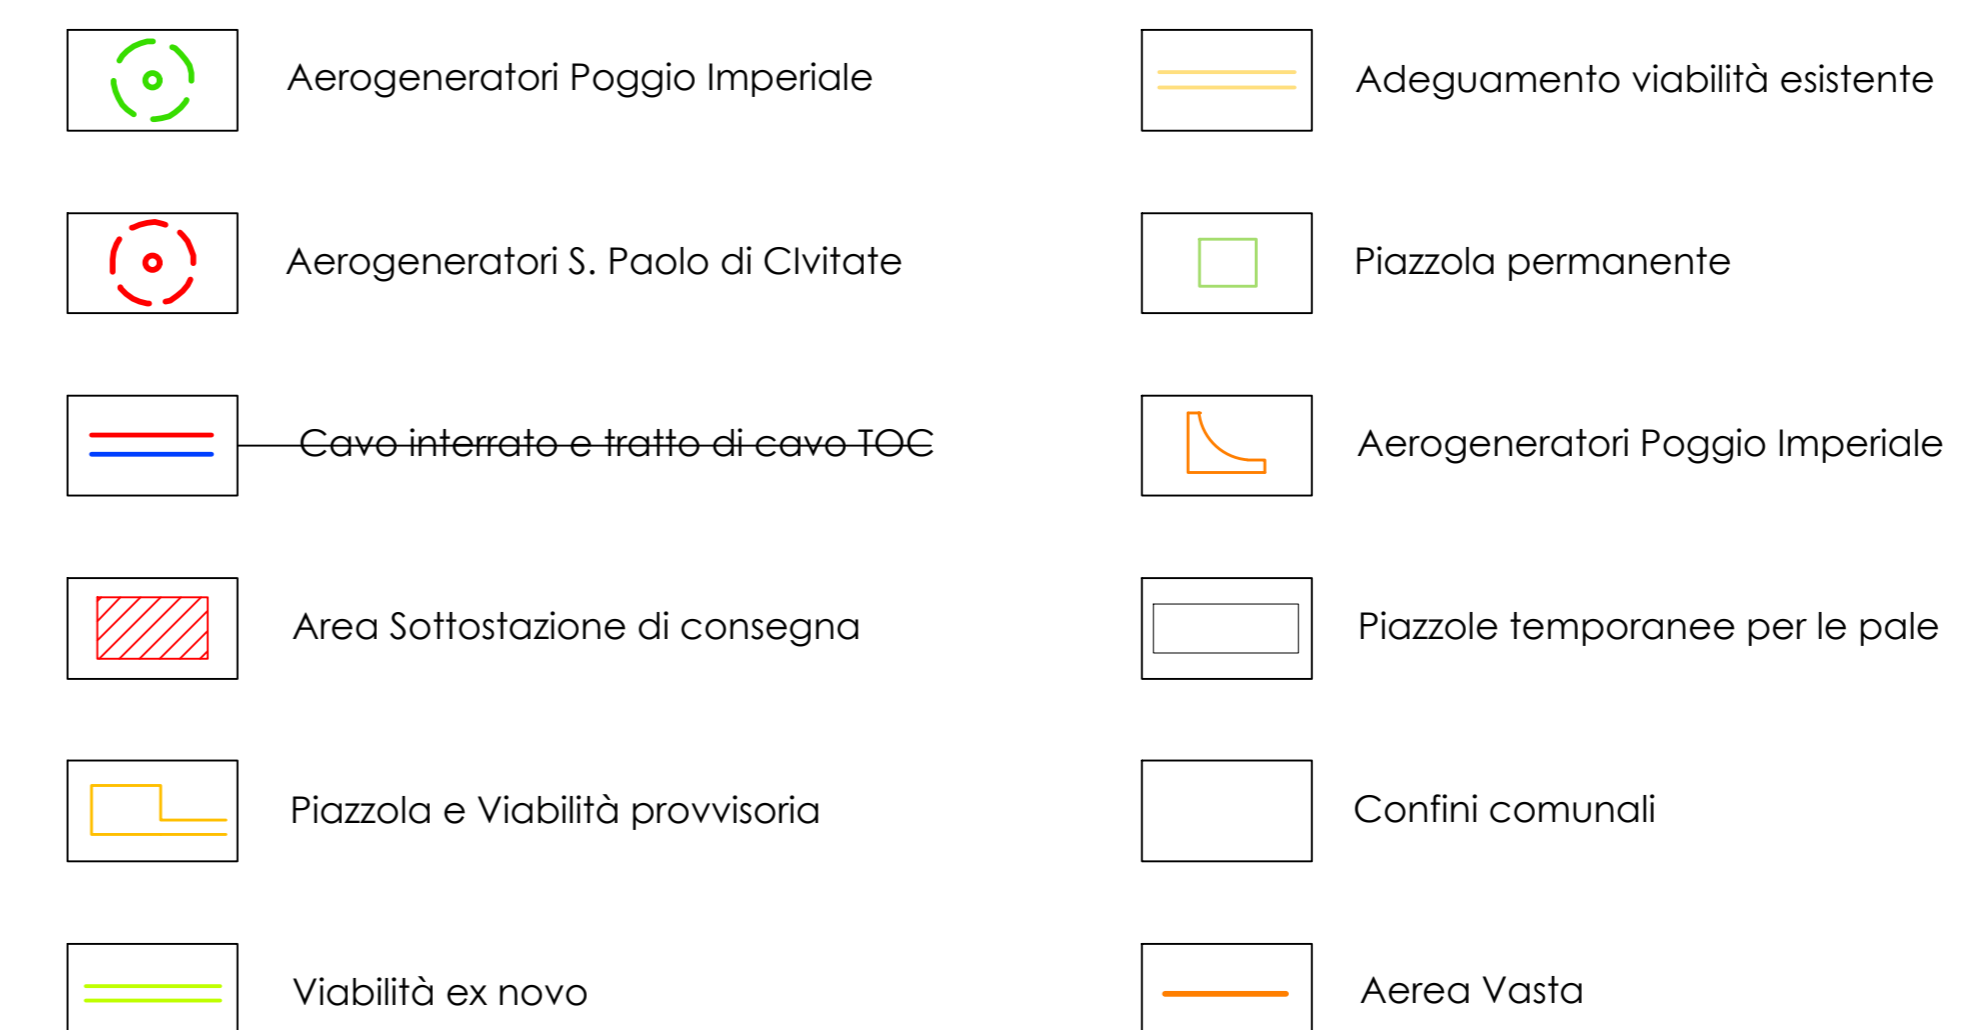 Aerogeneratori Poggio Imperiale
Aerogeneratori S. Paolo di CIvitate
Cavo interrato e tratto di cavo TOC
Area Sottostazione di consegna
Piazzola e Viabilità provvisoria
Viabilità ex novo
Adeguamento viabilità esistente
Piazzola permanente
Aerogeneratori Poggio Imperiale
Piazzole temporanee per le pale
Confini comunali
Aerea Vasta